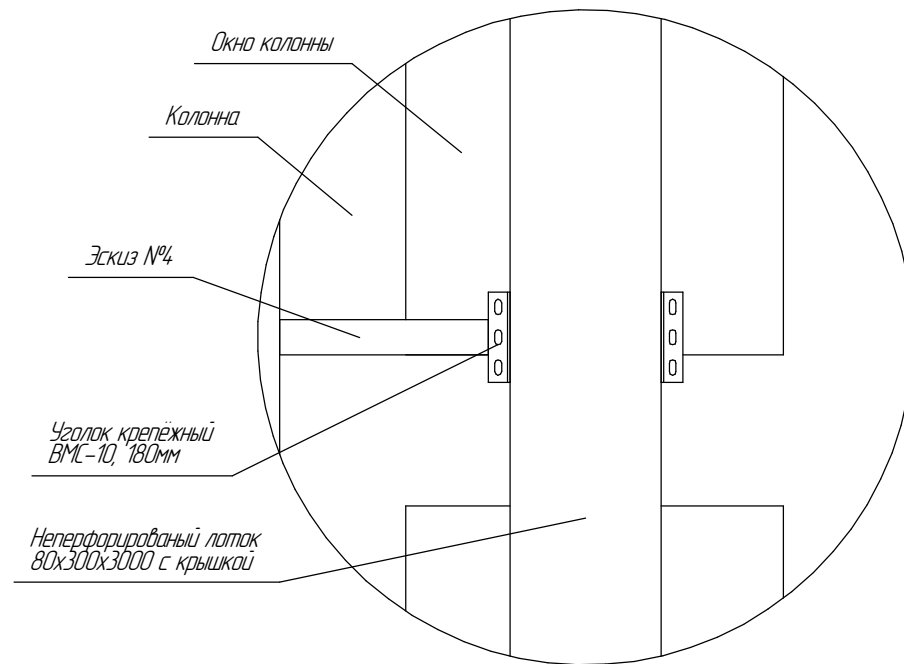 Окно колонны
Колонна
Эскиз №4
Уголок крепёжный
ВМС-10, 180мм
Неперфорированый лоток
80х300х3000 с крышкой